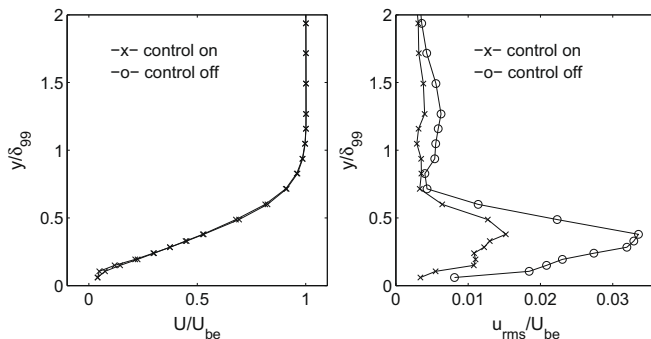 2
1.5
1
0.5
0
y/δ99
−x− control on
−o− control off
0
0.5
1
U/Ube
2
1.5
1
0.5
0
y/δ99
−x− control on
−o− control off
0
0.01
0.02
0.03
urms/Ube